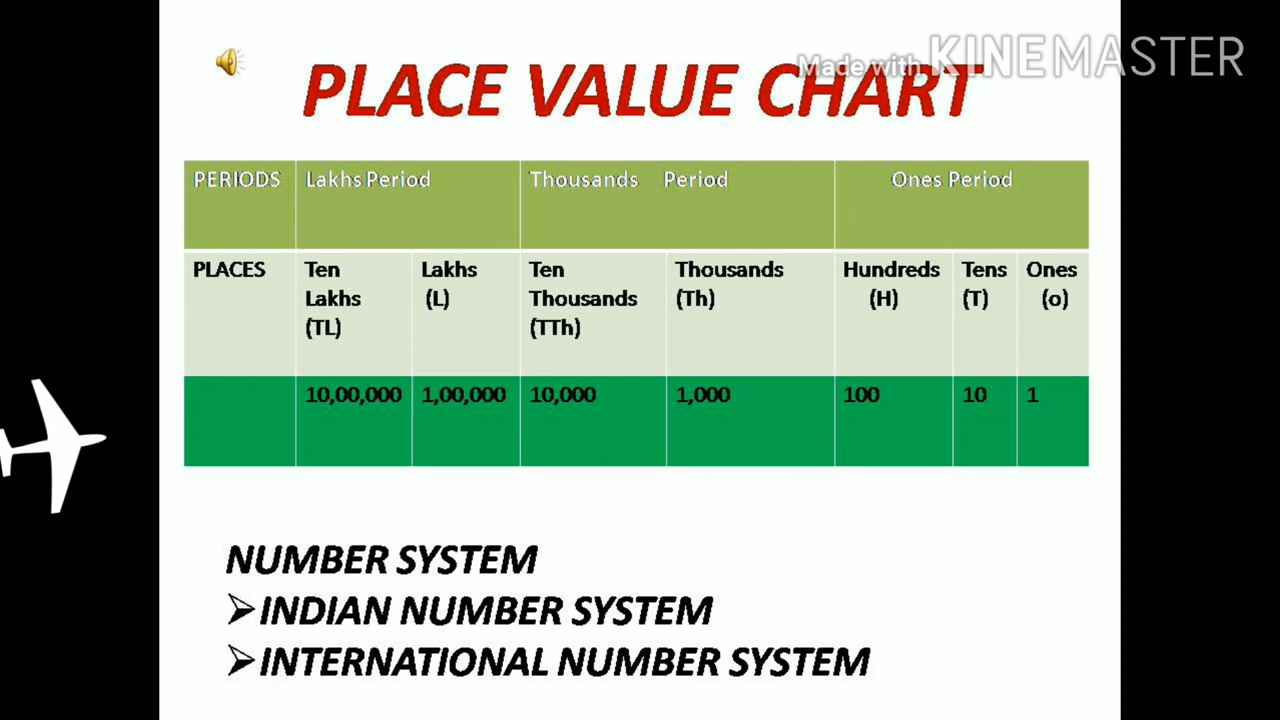 Made with KINEMASTER
PLACE VALUE CHART
PERIODS Lakhs Period Thousands Period Ones Period
PLACES Ten Lakhs (TL) Lakhs (L) Ten Thousands (TTh) Thousands (Th) Hundreds (H) Tens (T) Ones (o)
10,00,000 1,00,000 10,000 1,000 100 10 1
NUMBER SYSTEM
➢INDIAN NUMBER SYSTEM
➢INTERNATIONAL NUMBER SYSTEM